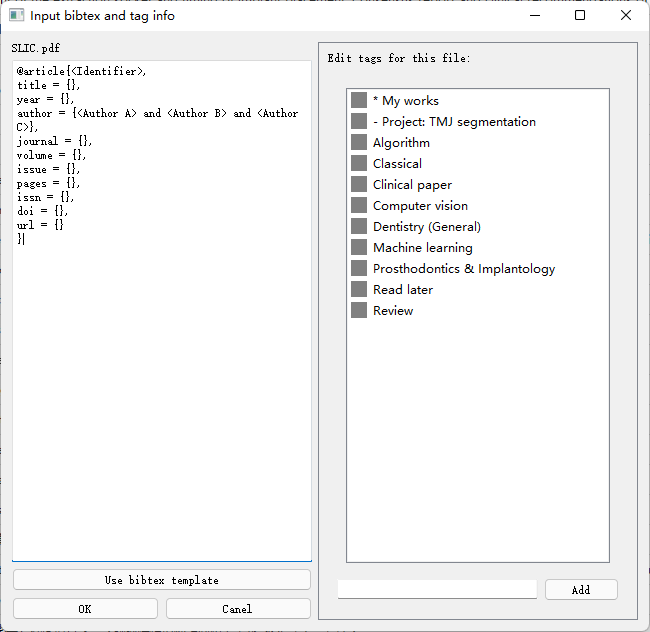 Input bibtex and tag info
SLIC.pdf
@article{<Identifier>,
title = {},
year = {},
author = {<Author A> and <Author B> and <Author
C>},
journal = {},
volume = {},
issue = {},
pages = {},
issn = {},
doi = {},
url = {}
}
Use bibtex template
OK
Canel
Edit tags for this file:
* My works
- Project: TMJ segmentation
Algorithm
Classical
Clinical paper
Computer vision
Dentistry (General)
Machine learning
Prosthodontics & Implantology
Read later
Review
Add